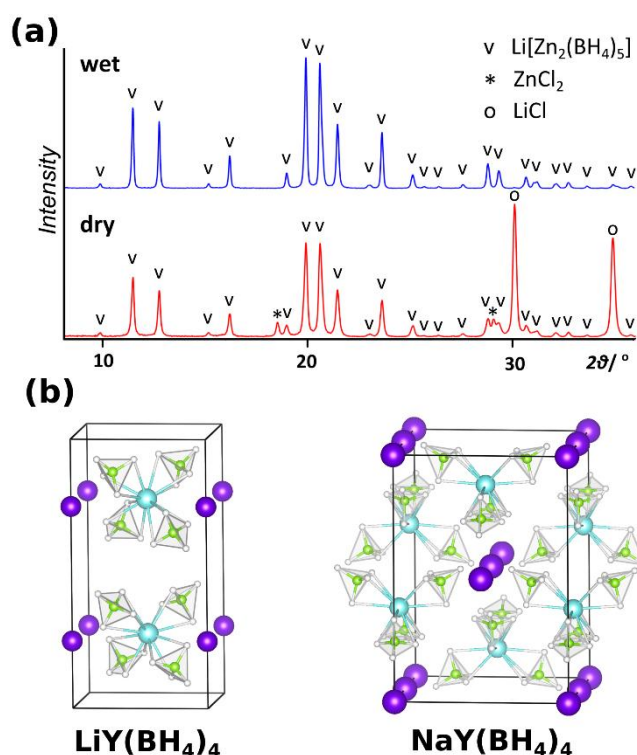 (a)
v v v v v v v v v v v v v v v v v v v v v v v v
wet
v Li[Zn₂(BH₄)₅]
* ZnCl₂
o LiCl
Intensity
dry
v v v v v * v v v v v v v v v v v * v o v v v v v o v
10 20 30 2ϑ/°
(b)
LiY(BH₄)₄ NaY(BH₄)₄